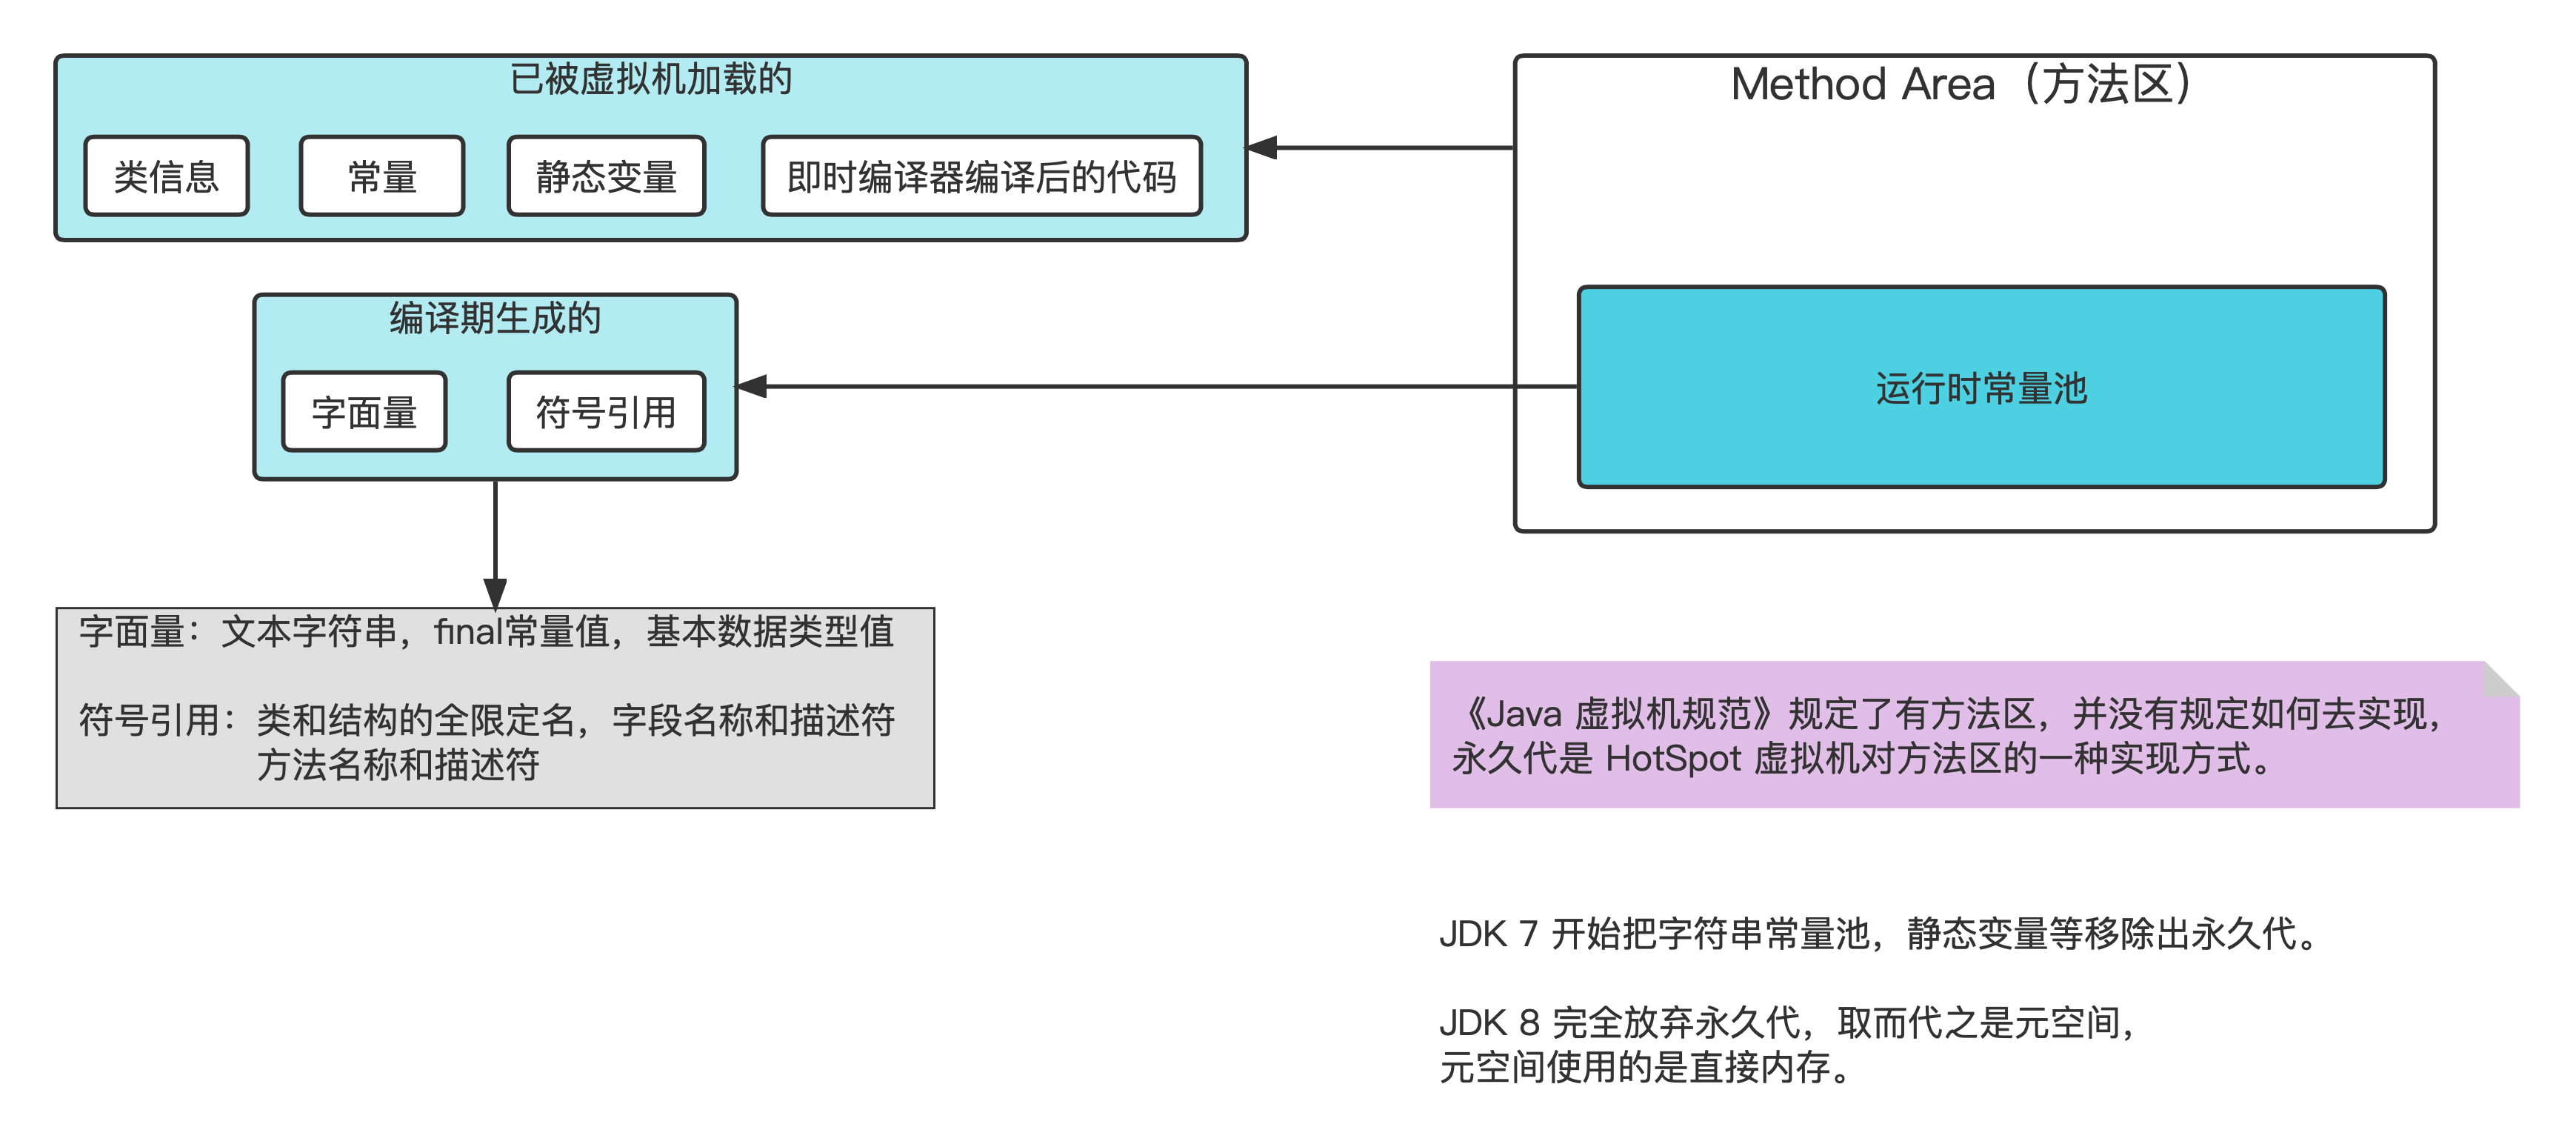 已被虚拟机加载的
类信息
常量
静态变量
即时编译器编译后的代码
Method Area（方法区）
编译期生成的
字面量
符号引用
运行时常量池
字面量：文本字符串，final常量值，基本数据类型值
符号引用：类和结构的全限定名，字段名称和描述符
方法名称和描述符
《Java 虚拟机规范》规定了有方法区，并没有规定如何去实现，
永久代是 HotSpot 虚拟机对方法区的一种实现方式。
JDK 7 开始把字符串常量池，静态变量等移除出永久代。
JDK 8 完全放弃永久代，取而代之是元空间，
元空间使用的是直接内存。